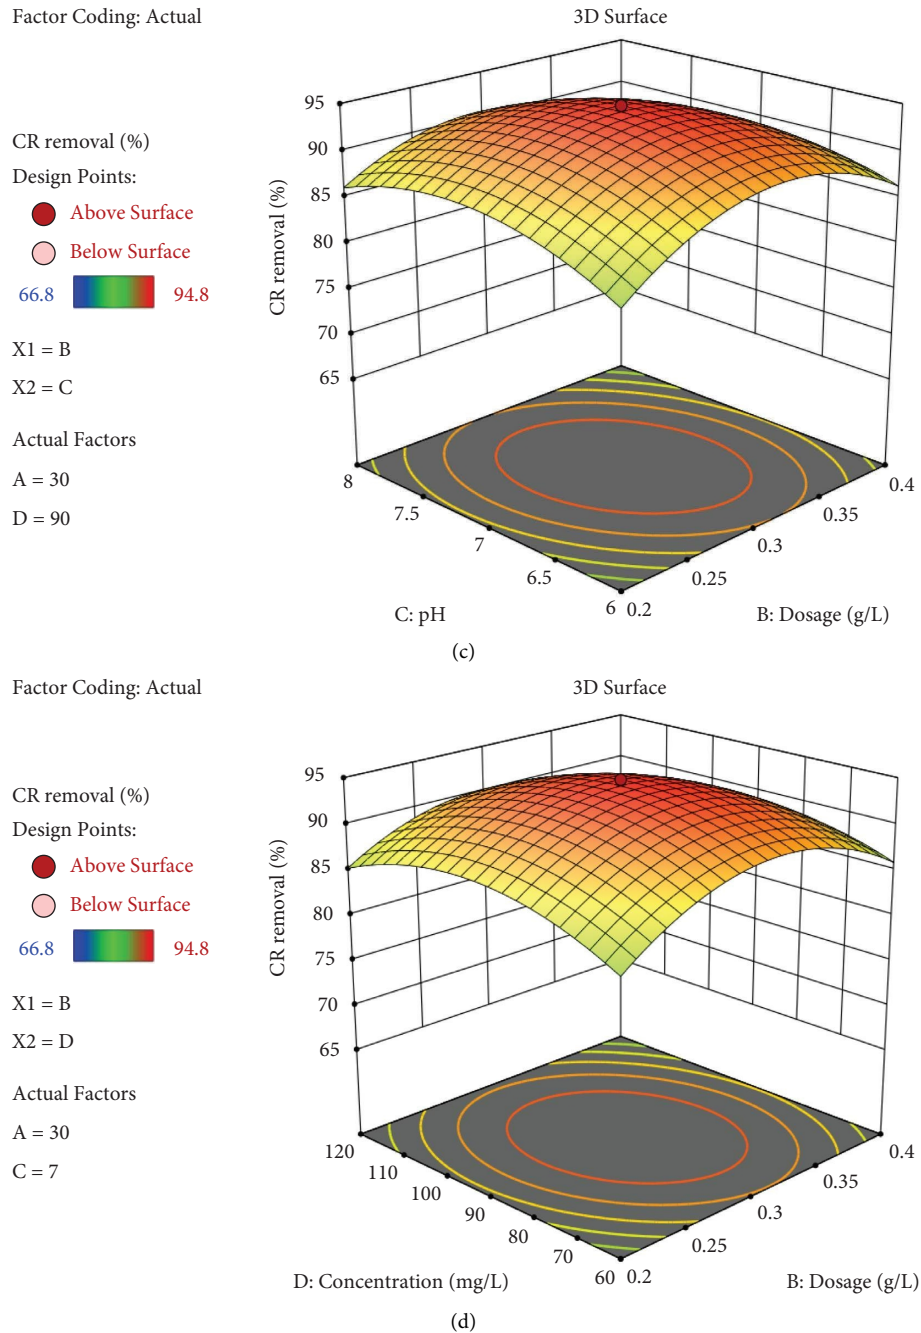 Factor Coding: Actual
3D Surface
CR removal (%)
Design Points:
Above Surface
Below Surface
66.8
94.8
X1 = B
X2 = C
Actual Factors
A = 30
D = 90
95
90
85
80
75
70
65
CR removal (%)
8
7.5
7
6.5
6
0.2
0.25
0.3
0.35
0.4
C: pH
B: Dosage (g/L)
(c)
Factor Coding: Actual
3D Surface
CR removal (%)
Design Points:
Above Surface
Below Surface
66.8
94.8
X1 = B
X2 = D
Actual Factors
A = 30
C = 7
95
90
85
80
75
70
65
CR removal (%)
120
110
100
90
80
70
60
0.2
0.25
0.3
0.35
0.4
D: Concentration (mg/L)
B: Dosage (g/L)
(d)